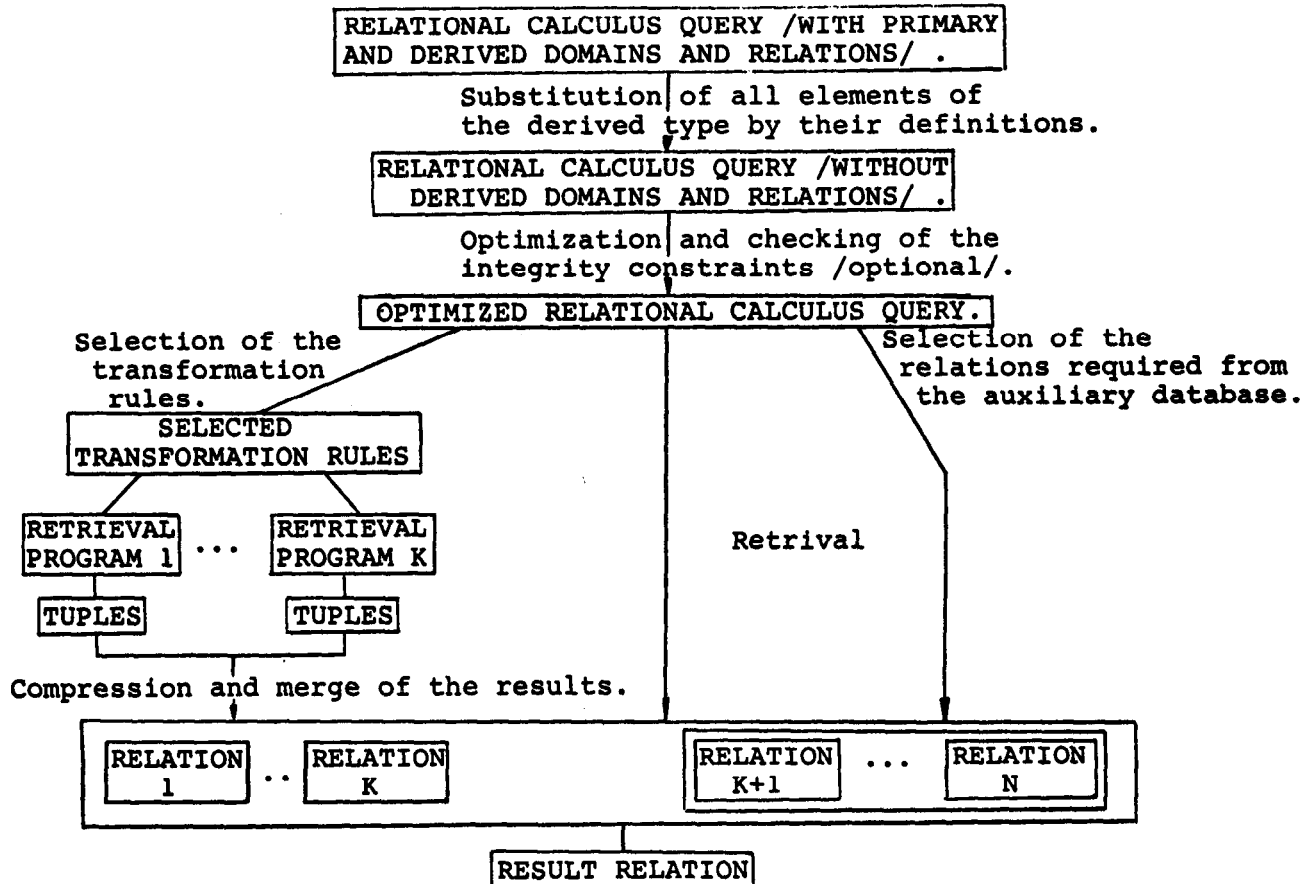 RELATIONAL CALCULUS QUERY /WITH PRIMARY
AND DERIVED DOMAINS AND RELATIONS/ .
Substitution of all elements of
the derived type by their definitions.
RELATIONAL CALCULUS QUERY /WITHOUT
DERIVED DOMAINS AND RELATIONS/ .
Optimization and checking of the
integrity constraints /optional/.
OPTIMIZED RELATIONAL CALCULUS QUERY.
Selection of the
transformation
rules.
Selection of the
relations required from
the auxiliary database.
SELECTED
TRANSFORMATION RULES
RETRIEVAL
PROGRAM 1
...
RETRIEVAL
PROGRAM K
Retrival
TUPLES
TUPLES
Compression and merge of the results.
RELATION
1
..
RELATION
K
RELATION
K+1
...
RELATION
N
RESULT RELATION